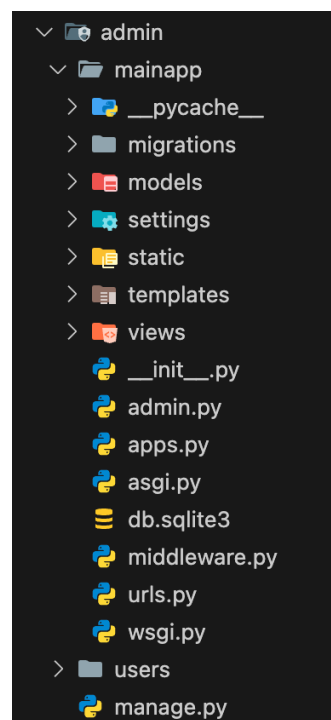 admin
mainapp
__pycache__
migrations
models
settings
static
templates
views
__init__.py
admin.py
apps.py
asgi.py
db.sqlite3
middleware.py
urls.py
wsgi.py
users
manage.py